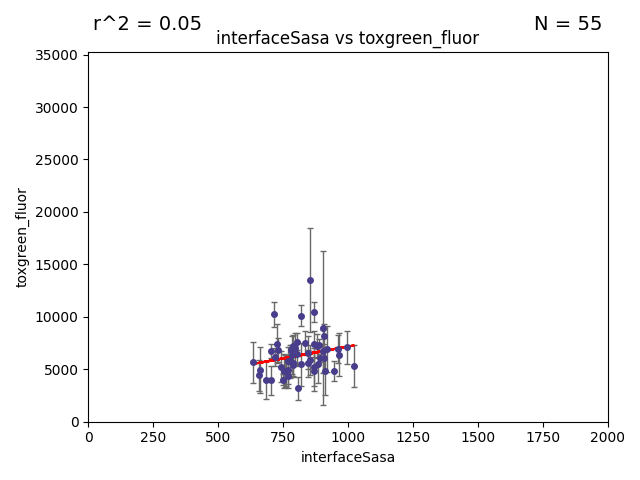 r^2 = 0.05
N = 55
interfaceSasa vs toxgreen_fluor
35000
30000
25000
20000
15000
10000
5000
0
toxgreen_fluor
0 250 500 750 1000 1250 1500 1750 2000
interfaceSasa